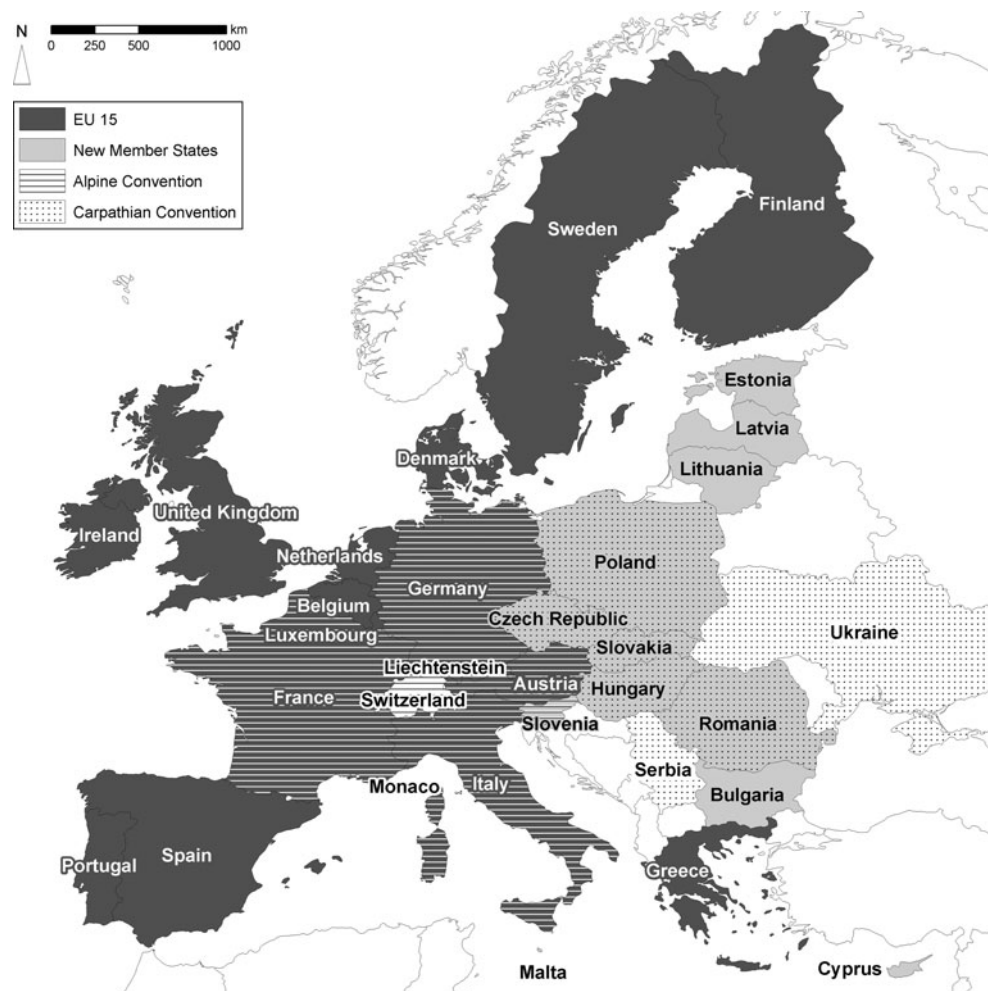 N
km
0 250 500 1000
EU 15
New Member States
Alpine Convention
Carpathian Convention
Finland
Sweden
Estonia
Latvia
Denmark
Lithuania
United Kingdom
Ireland
Netherlands
Poland
Germany
Belgium
Czech Republic
Ukraine
Luxembourg
Slovakia
Liechtenstein
Austria
Hungary
France
Switzerland
Slovenia
Romania
Serbia
Monaco
Italy
Bulgaria
Spain
Portugal
Greece
Malta
Cyprus